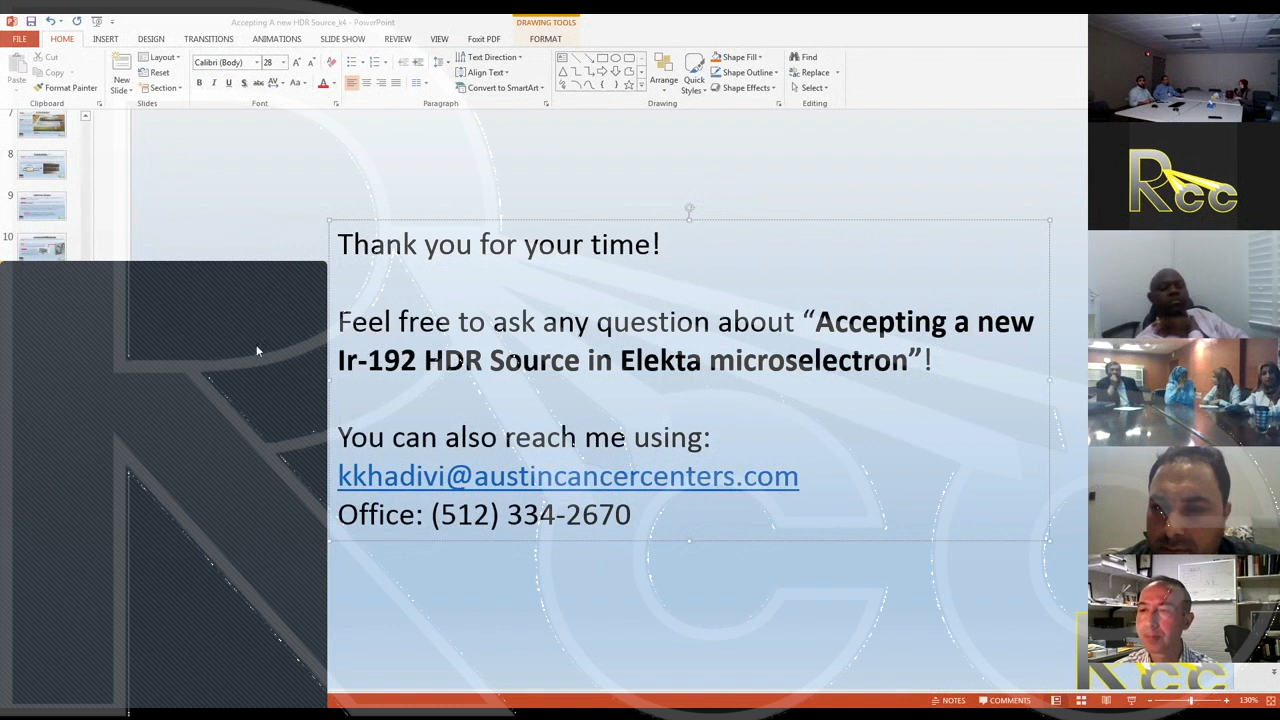 Accepting A new HDR Source_k4 - PowerPoint
DRAWING TOOLS
FILE HOME INSERT DESIGN TRANSITIONS ANIMATIONS SLIDE SHOW REVIEW VIEW Foxit PDF FORMAT
Paste
Cut
Copy
Format Painter
Clipboard
New Slide
Layout
Reset
Section
Slides
Calibri (Body) 28
B I U S abc AV Aa A
Font
Text Direction
Align Text
Convert to SmartArt
Paragraph
Arrange
Quick Styles
Shape Fill
Shape Outline
Shape Effects
Drawing
Find
Replace
Select
Editing
7
8
9
10
Thank you for your time!
Feel free to ask any question about “Accepting a new
Ir-192 HDR Source in Elekta microselectron”!
You can also reach me using:
kkhadivi@austincancercenters.com
Office: (512) 334-2670
Rcc
Rcc
NOTES COMMENTS 130%